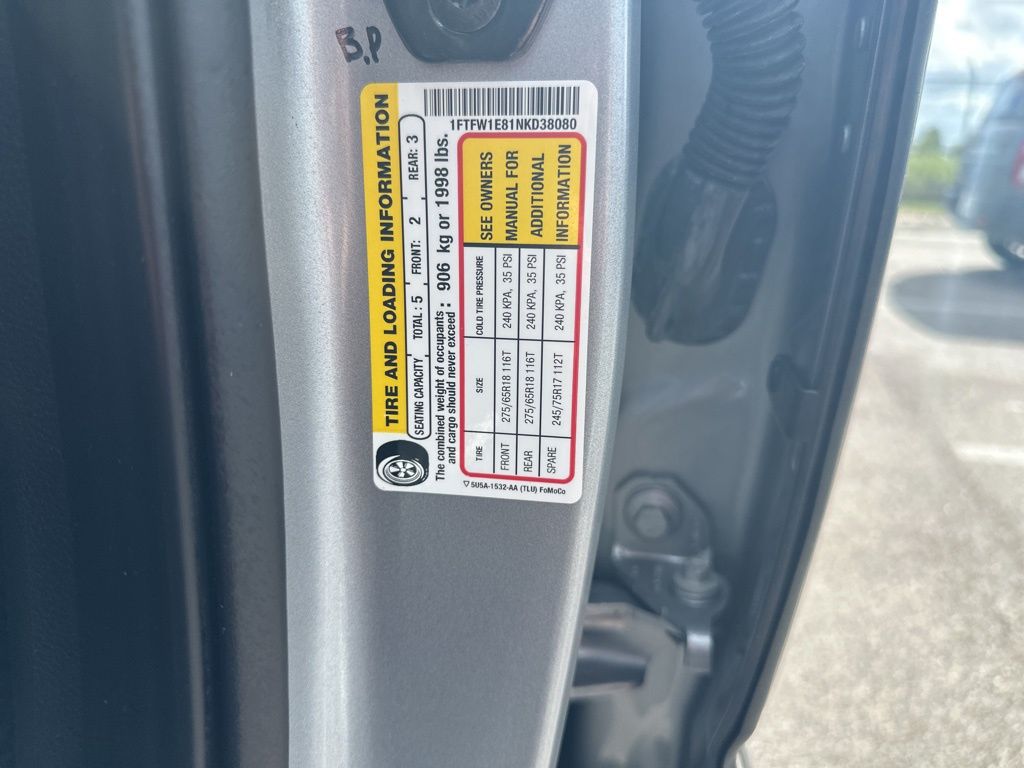 B.P
1FTFW1E81NKD38080
TIRE AND LOADING INFORMATION
SEATING CAPACITY TOTAL: 5 FRONT: 2 REAR: 3
The combined weight of occupants and cargo should never exceed : 906 kg or 1998 lbs.
TIRE SIZE COLD TIRE PRESSURE SEE OWNERS
FRONT 275/65R18 116T 240 KPA, 35 PSI MANUAL FOR
REAR 275/65R18 116T 240 KPA, 35 PSI ADDITIONAL
SPARE 245/75R17 112T 240 KPA, 35 PSI INFORMATION
▽ 5U5A-1532-AA (TLU) FoMoCo